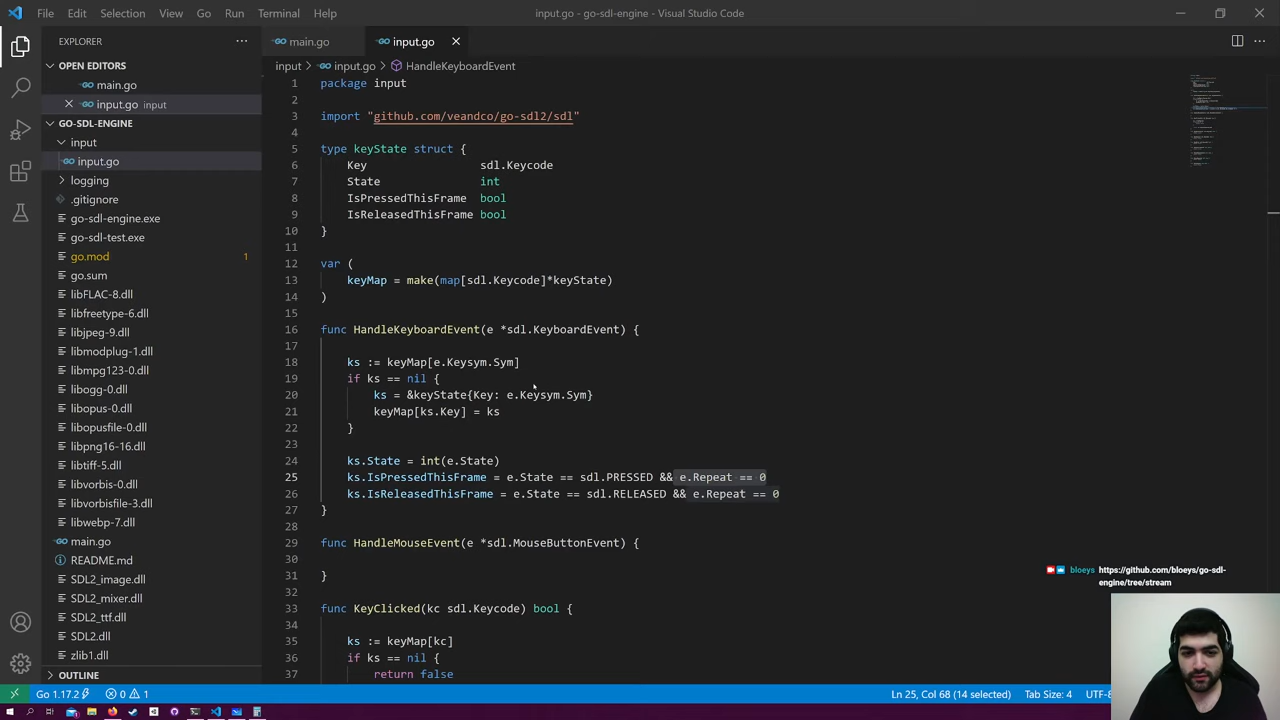 File Edit Selection View Go Run Terminal Help
input.go - go-sdl-engine - Visual Studio Code
EXPLORER
OPEN EDITORS
main.go
input.go input
GO-SDL-ENGINE
input
input.go
logging
.gitignore
go-sdl-engine.exe
go-sdl-test.exe
go.mod 1
go.sum
libFLAC-8.dll
libfreetype-6.dll
libjpeg-9.dll
libmodplug-1.dll
libmpg123-0.dll
libogg-0.dll
libopus-0.dll
libopusfile-0.dll
libpng16-16.dll
libtiff-5.dll
libvorbis-0.dll
libvorbisfile-3.dll
libwebp-7.dll
main.go
README.md
SDL2_image.dll
SDL2_mixer.dll
SDL2_ttf.dll
SDL2.dll
zlib1.dll
OUTLINE
main.go input.go
input > input.go > HandleKeyboardEvent
1 package input
2
3 import "github.com/veandco/go-sdl2/sdl"
4
5 type keyState struct {
6 Key sdl.Keycode
7 State int
8 IsPressedThisFrame bool
9 IsReleasedThisFrame bool
10 }
11
12 var (
13 keyMap = make(map[sdl.Keycode]*keyState)
14 )
15
16 func HandleKeyboardEvent(e *sdl.KeyboardEvent) {
17
18 ks := keyMap[e.Keysym.Sym]
19 if ks == nil {
20 ks = &keyState{Key: e.Keysym.Sym}
21 keyMap[ks.Key] = ks
22 }
23
24 ks.State = int(e.State)
25 ks.IsPressedThisFrame = e.State == sdl.PRESSED && e.Repeat == 0
26 ks.IsReleasedThisFrame = e.State == sdl.RELEASED && e.Repeat == 0
27 }
28
29 func HandleMouseEvent(e *sdl.MouseButtonEvent) {
30
31 }
32
33 func KeyClicked(kc sdl.Keycode) bool {
34
35 ks := keyMap[kc]
36 if ks == nil {
37 return false
bloeys https://github.com/bloeys/go-sdl-
engine/tree/stream
Go 1.17.2 0 1 Ln 25, Col 68 (14 selected) Tab Size: 4 UTF-8